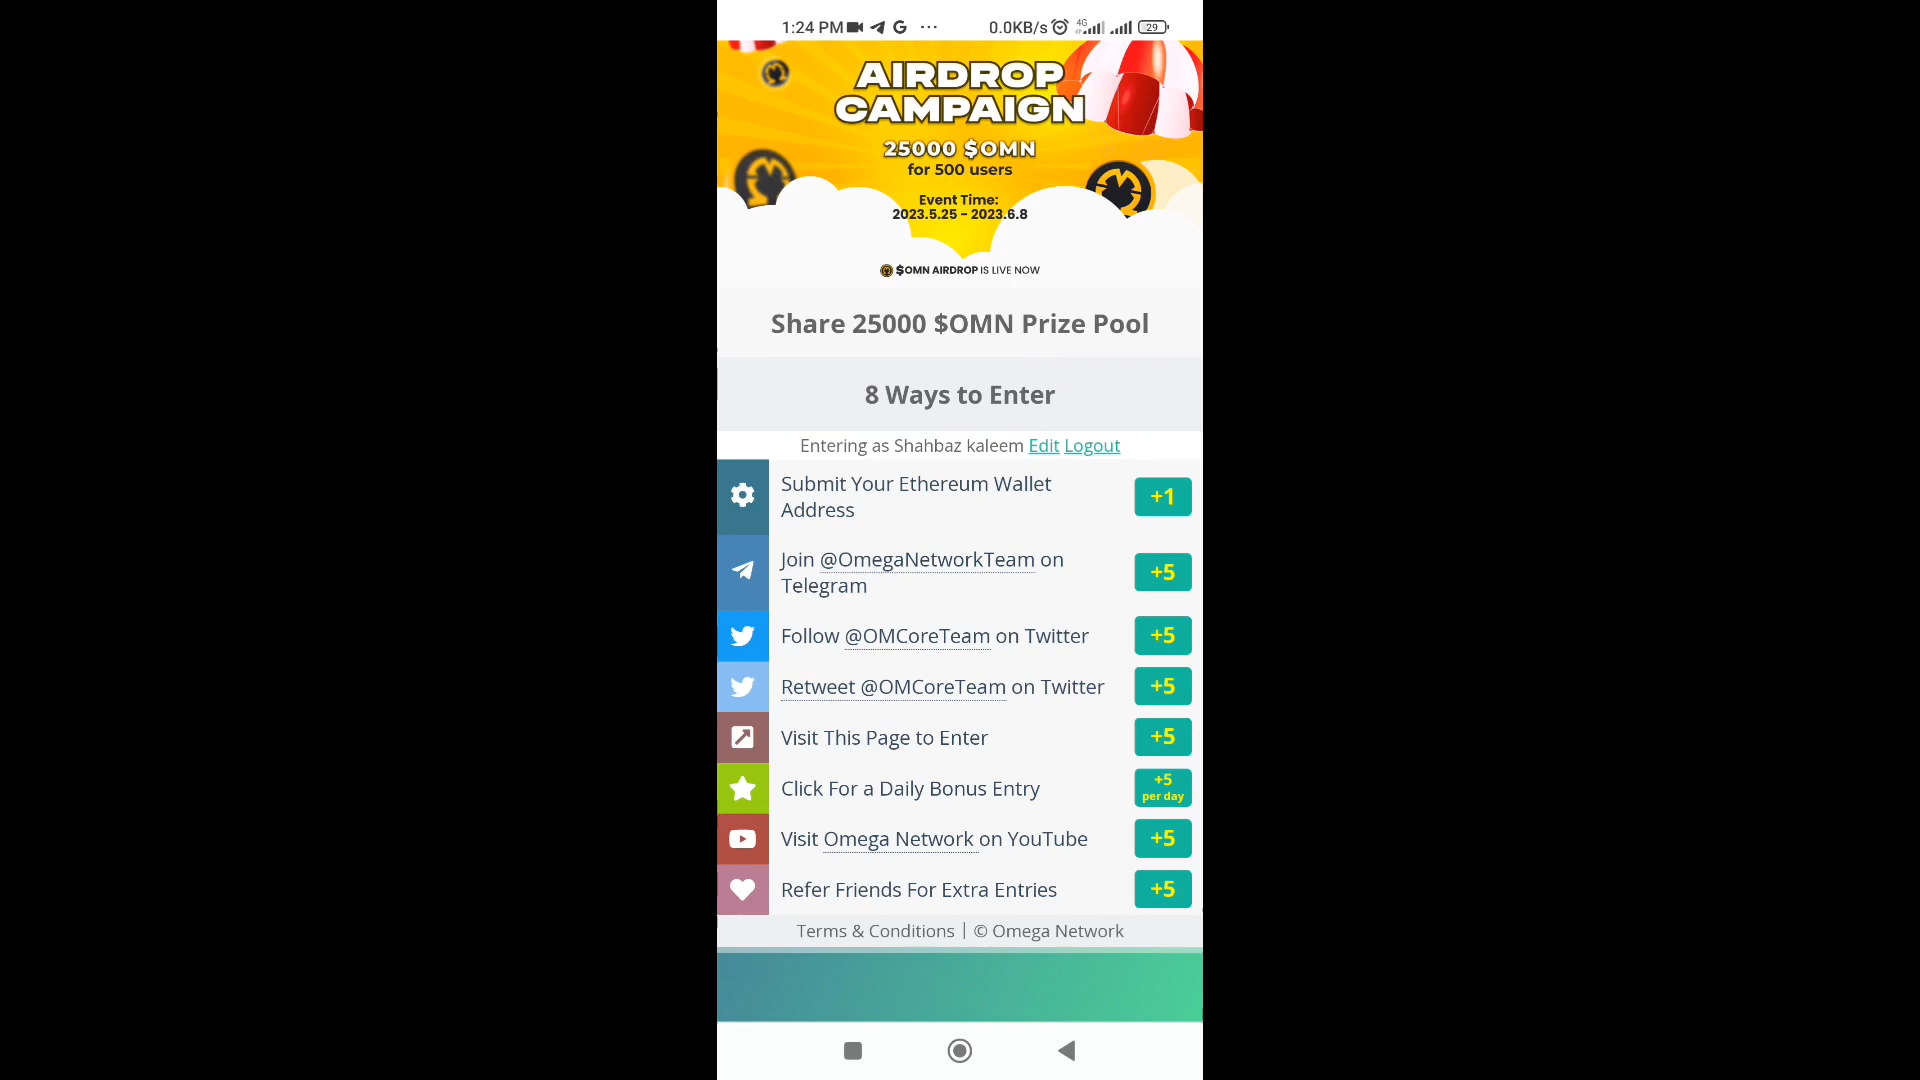 1:24 PM ... 0.0KB/s 4G 29
AIRDROP
CAMPAIGN
25000 $OMN
for 500 users
Event Time:
2023.5.25 - 2023.6.8
$OMN AIRDROP IS LIVE NOW
Share 25000 $OMN Prize Pool
8 Ways to Enter
Entering as Shahbaz kaleem Edit Logout
Submit Your Ethereum Wallet
Address
+1
Join @OmegaNetworkTeam on
Telegram
+5
Follow @OMCoreTeam on Twitter +5
Retweet @OMCoreTeam on Twitter +5
Visit This Page to Enter +5
Click For a Daily Bonus Entry +5
per day
Visit Omega Network on YouTube +5
Refer Friends For Extra Entries +5
Terms & Conditions | © Omega Network